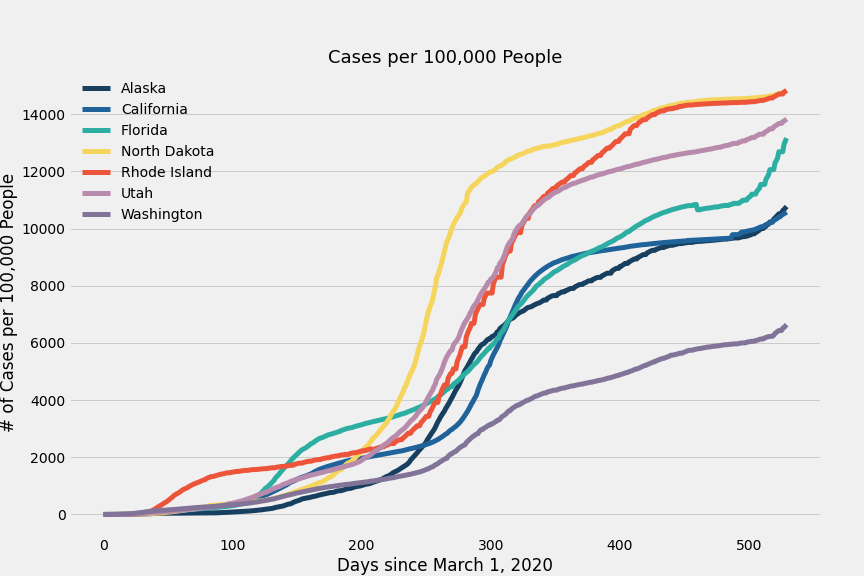 Cases per 100,000 People
Alaska
California
Florida
North Dakota
Rhode Island
Utah
Washington
# of Cases per 100,000 People
14000
12000
10000
8000
6000
4000
2000
0
0 100 200 300 400 500
Days since March 1, 2020